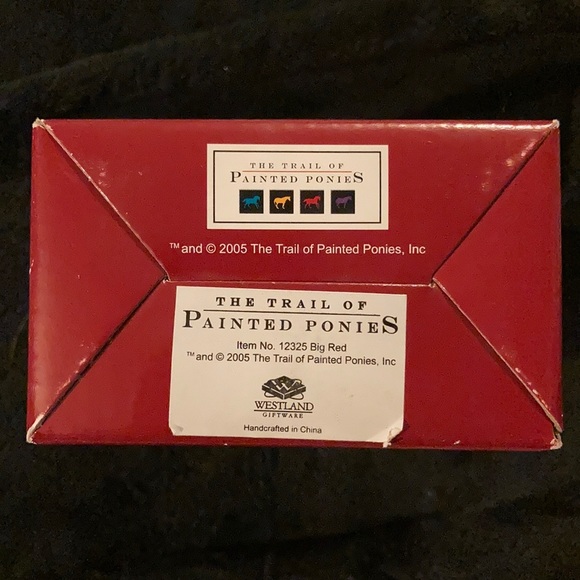 THE TRAIL OF
PAINTED PONIES
TM and © 2005 The Trail of Painted Ponies, Inc
THE TRAIL OF
PAINTED PONIES
Item No. 12325 Big Red
TM and © 2005 The Trail of Painted Ponies, Inc
WESTLAND
GIFTWARE
Handcrafted in China